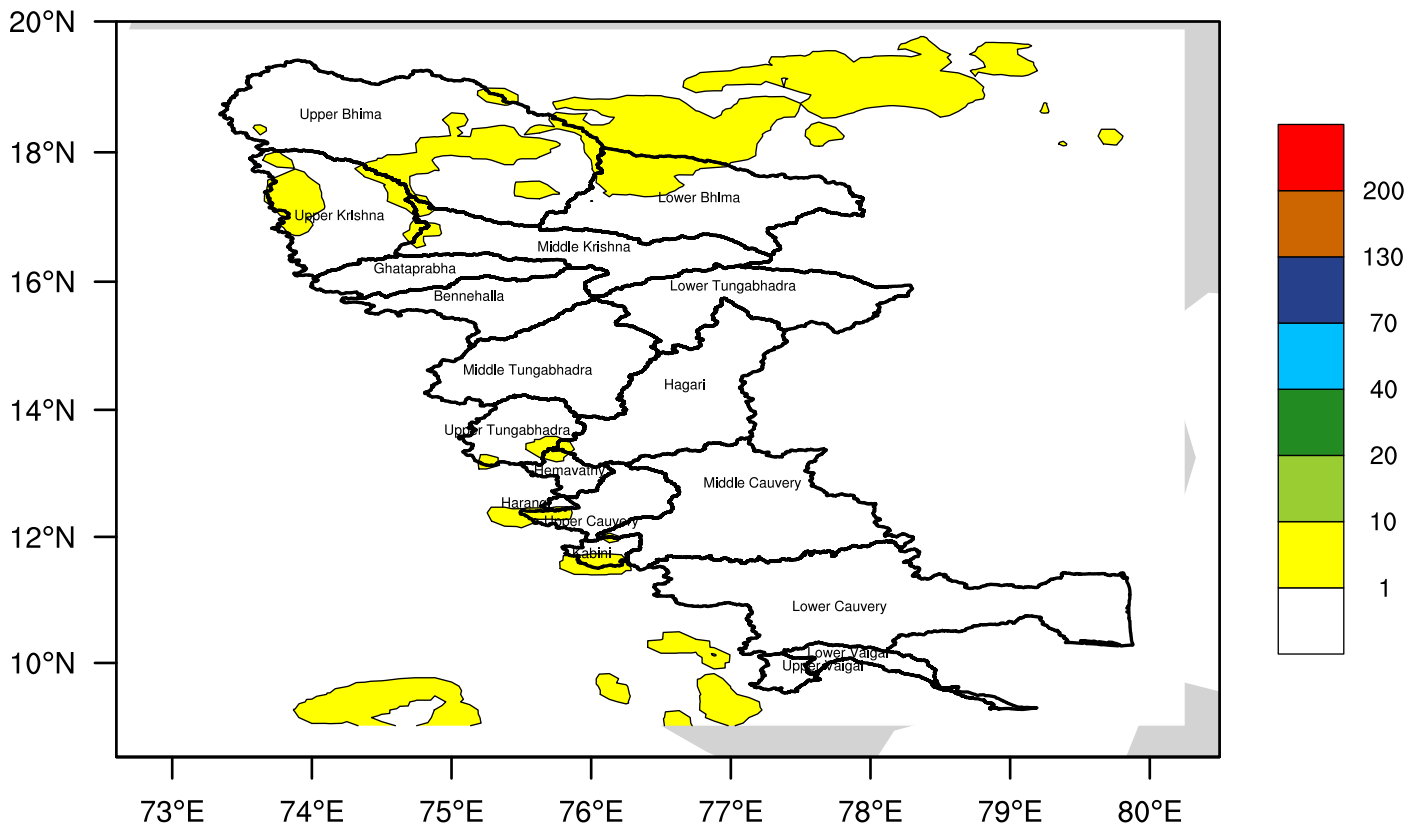 20°N
18°N
16°N
14°N
12°N
10°N
Upper Bhima
Lower Bhima
Upper Krishna
Middle Krishna
Ghataprabha
Lower Tungabhadra
Bennehalla
Middle Tungabhadra
Hagari
Upper Tungabhadra
Hemavathy
Middle Cauvery
Harangi
Upper Cauvery
Kabini
Lower Cauvery
Lower Vaigai
Upper Vaigai
200
130
70
40
30
20
10
1
73°E 74°E 75°E 76°E 77°E 78°E 79°E 80°E